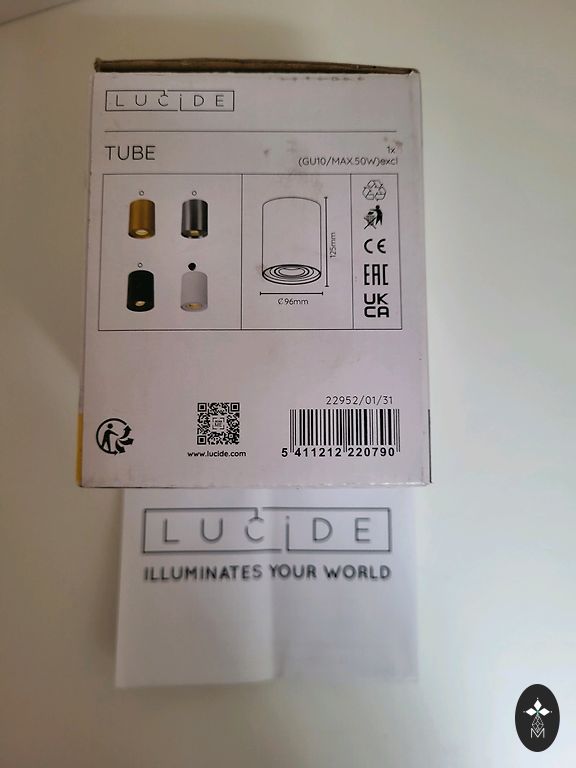 LUCiDE
TUBE
1x
(GU10/MAX.50W)excl
125mm
Ø96mm
CE
EAC
UK
CA
22952/01/31
www.lucide.com
5 411212 220790
LUCiDE
ILLUMINATES YOUR WORLD
M